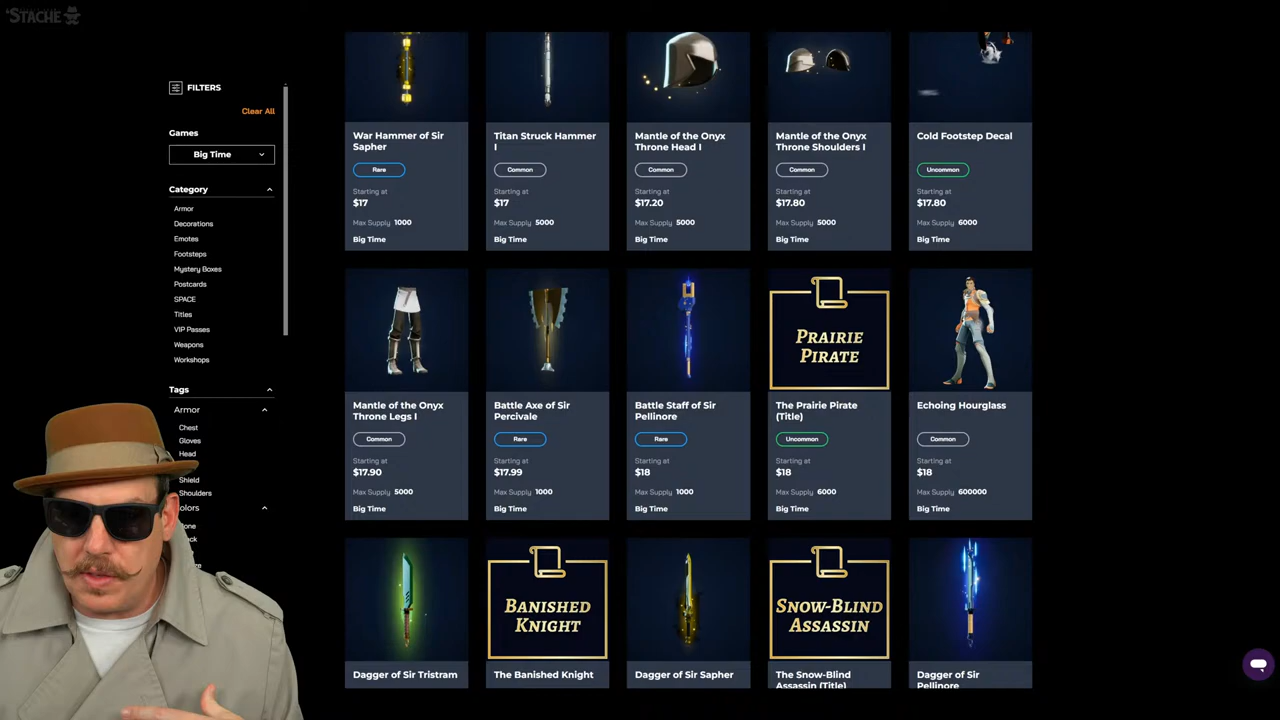 'STACHE
FILTERS
Clear All
Games
Big Time
Category
Armor
Decorations
Emotes
Footsteps
Mystery Boxes
Postcards
SPACE
Titles
VIP Passes
Weapons
Workshops
Tags
Armor
Chest
Gloves
Head
Shield
Shoulders
War Hammer of Sir
Sapher
Rare
Starting at
$17
Max Supply 1000
Big Time
Titan Struck Hammer
I
Common
Starting at
$17
Max Supply 5000
Big Time
Mantle of the Onyx
Throne Head I
Common
Starting at
$17.20
Max Supply 5000
Big Time
Mantle of the Onyx
Throne Shoulders I
Common
Starting at
$17.80
Max Supply 5000
Big Time
Cold Footstep Decal
Uncommon
Starting at
$17.80
Max Supply 6000
Big Time
Mantle of the Onyx
Throne Legs I
Common
Starting at
$17.90
Max Supply 5000
Big Time
Battle Axe of Sir
Percivale
Rare
Starting at
$17.99
Max Supply 1000
Big Time
Battle Staff of Sir
Pellinore
Rare
Starting at
$18
Max Supply 1000
Big Time
PRAIRIE
PIRATE
The Prairie Pirate
(Title)
Uncommon
Starting at
$18
Max Supply 6000
Big Time
Echoing Hourglass
Common
Starting at
$18
Max Supply 600000
Big Time
Dagger of Sir Tristram
BANISHED
KNIGHT
The Banished Knight
Dagger of Sir Sapher
SNOW-BLIND
ASSASSIN
The Snow-Blind
Assassin (Title)
Dagger of Sir
Pellinore